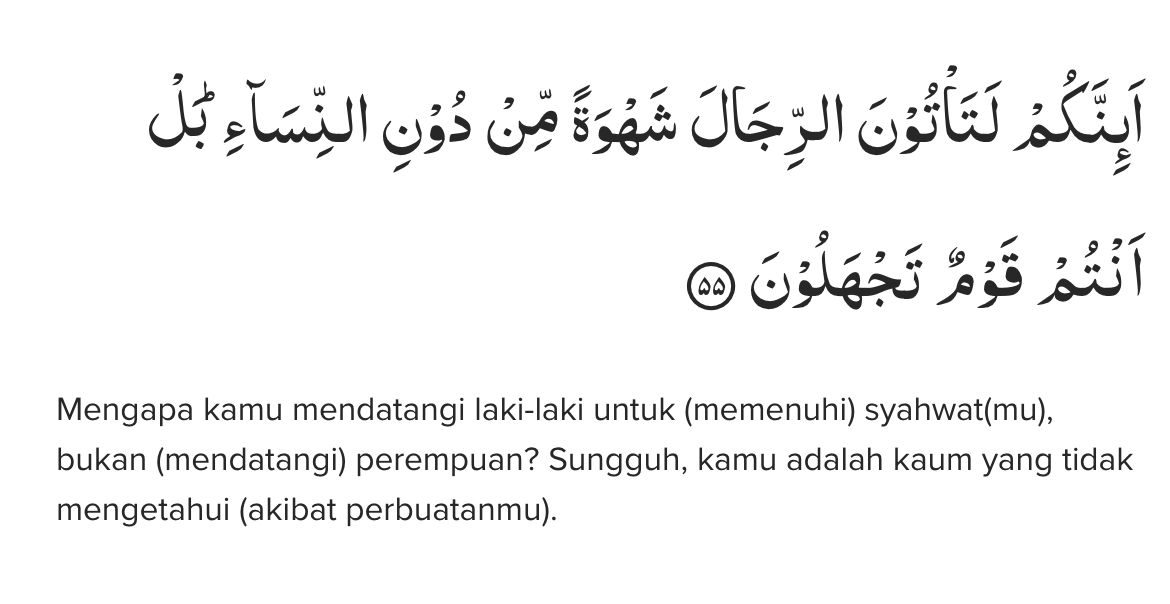 اَىِٕنَّكُمْ لَتَأْتُوْنَ الرِّجَالَ شَهْوَةً مِّنْ دُوْنِ النِّسَاۤءِ ۗبَلْ
اَنْتُمْ قَوْمٌ تَجْهَلُوْنَ ۝٥٥
Mengapa kamu mendatangi laki-laki untuk (memenuhi) syahwat(mu),
bukan (mendatangi) perempuan? Sungguh, kamu adalah kaum yang tidak
mengetahui (akibat perbuatanmu).